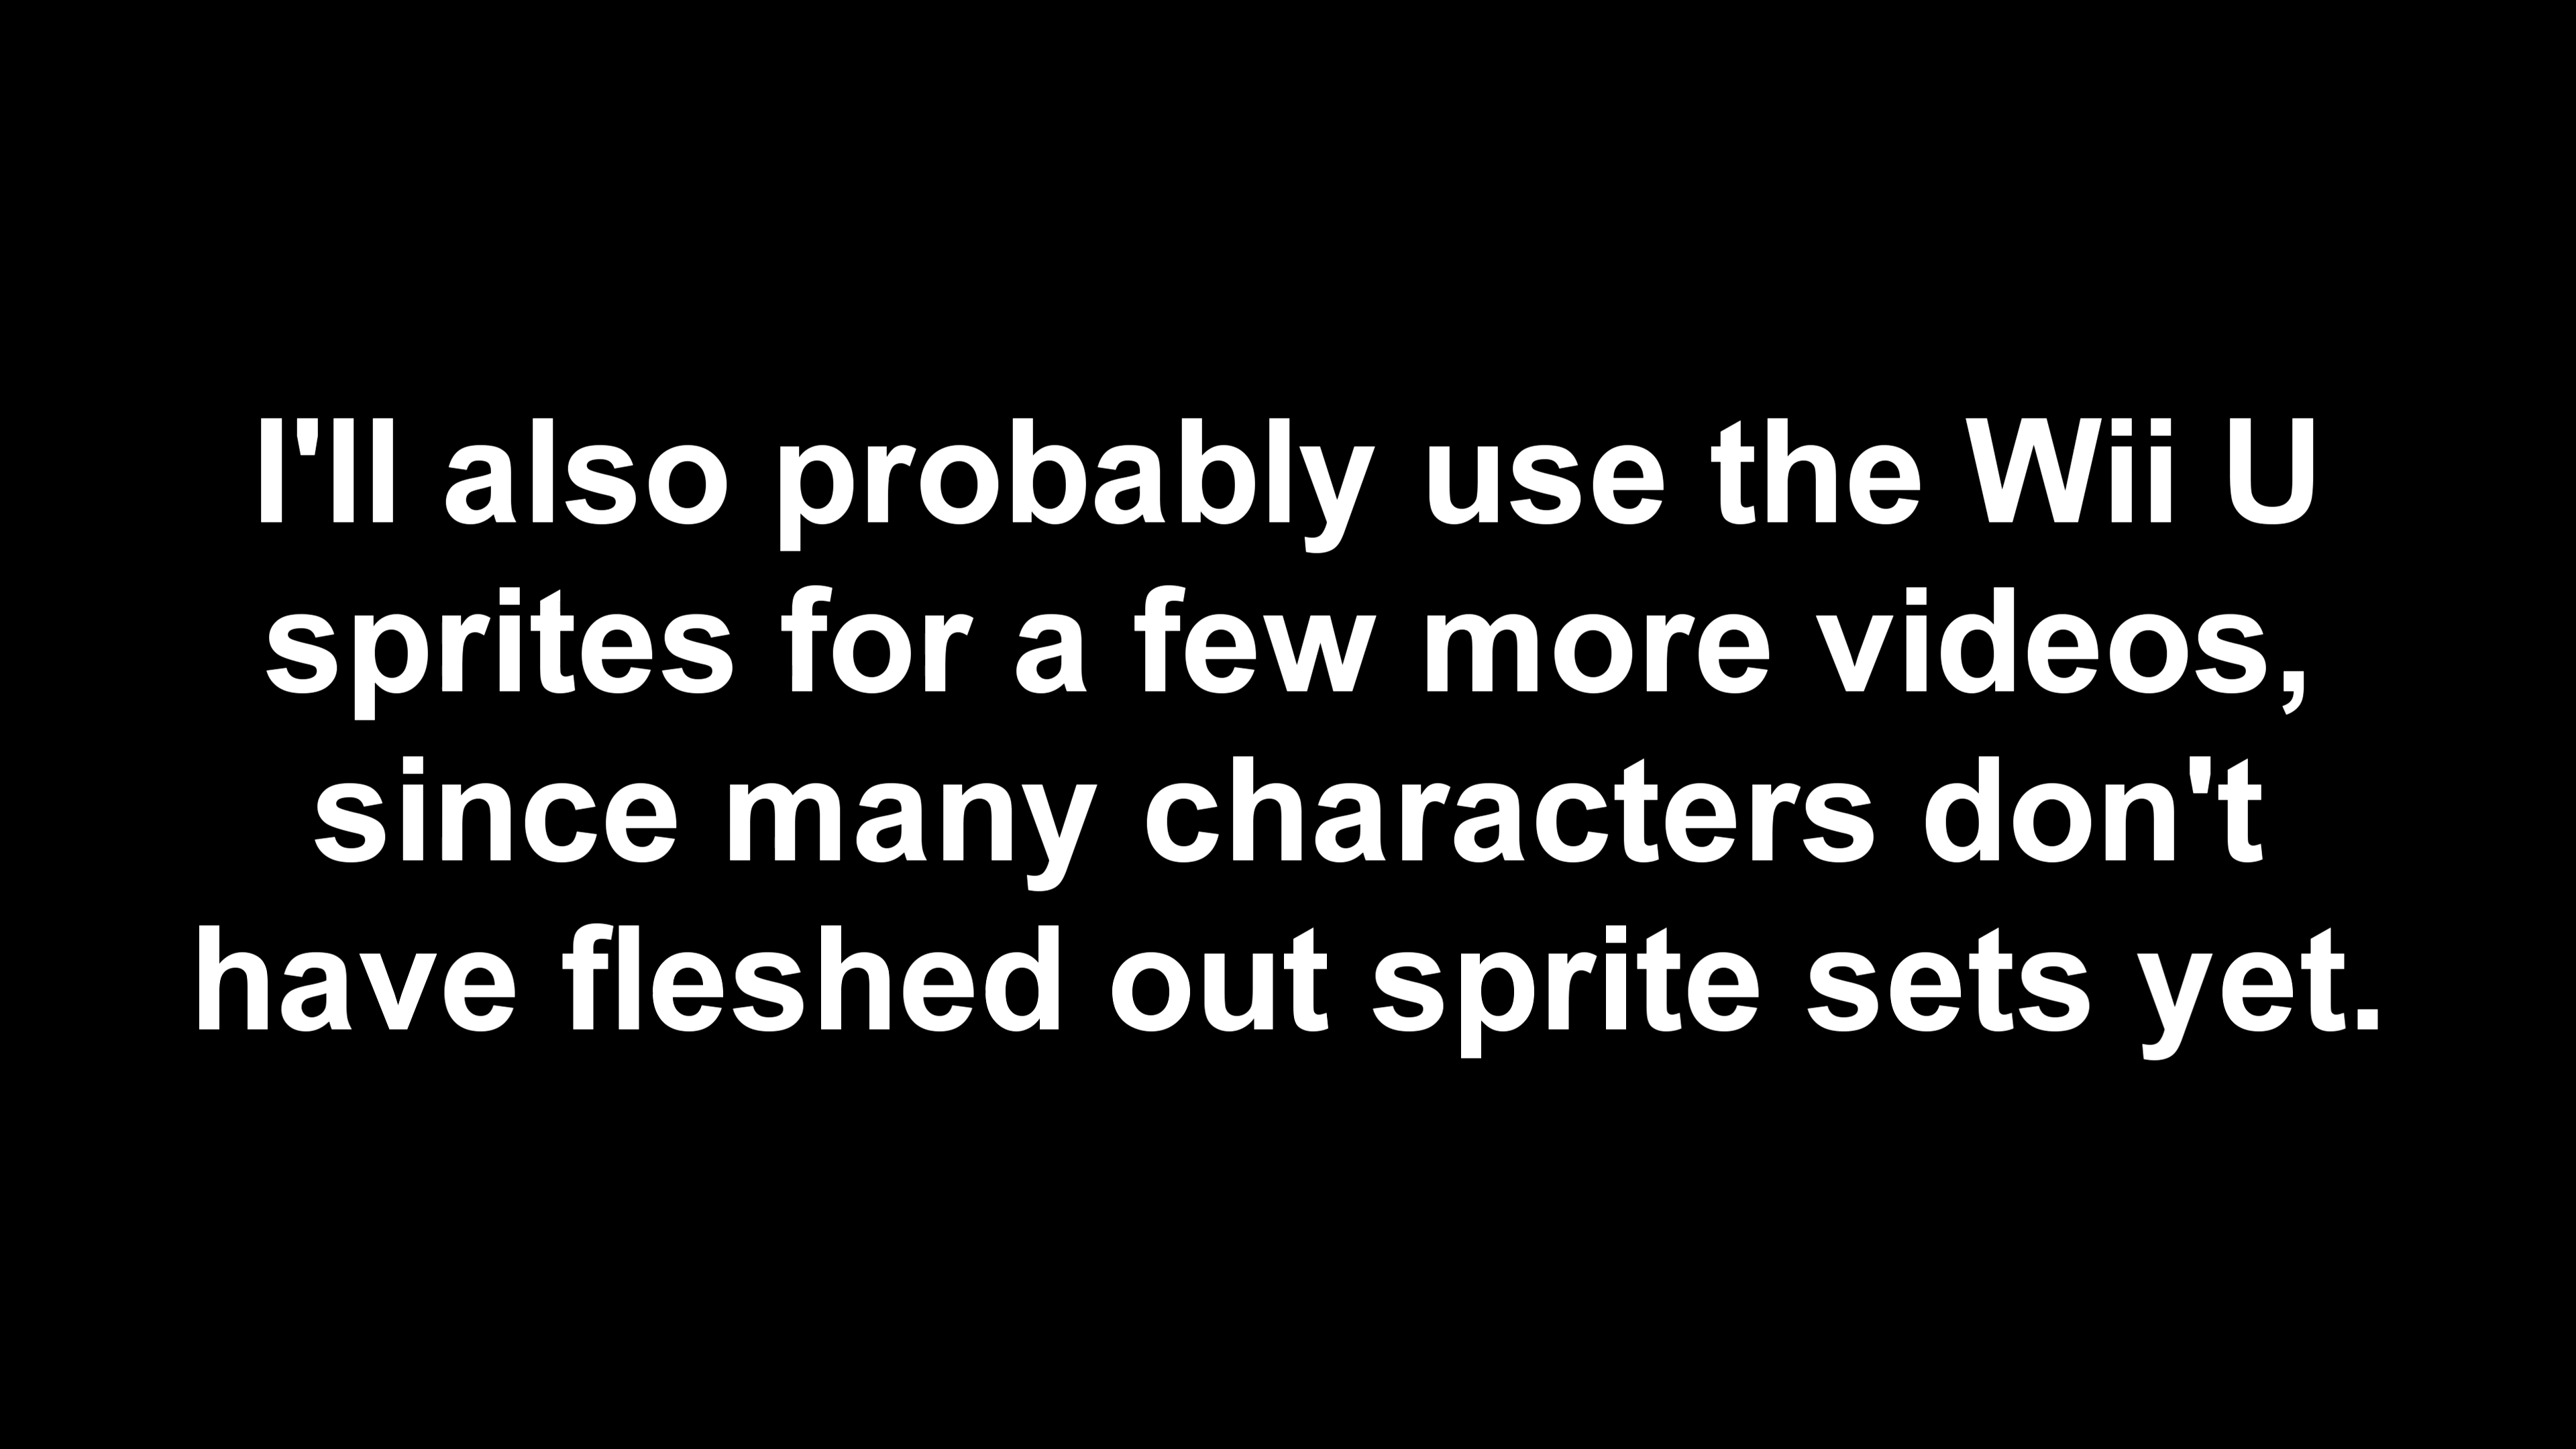 I'll also probably use the Wii U
sprites for a few more videos,
since many characters don't
have fleshed out sprite sets yet.